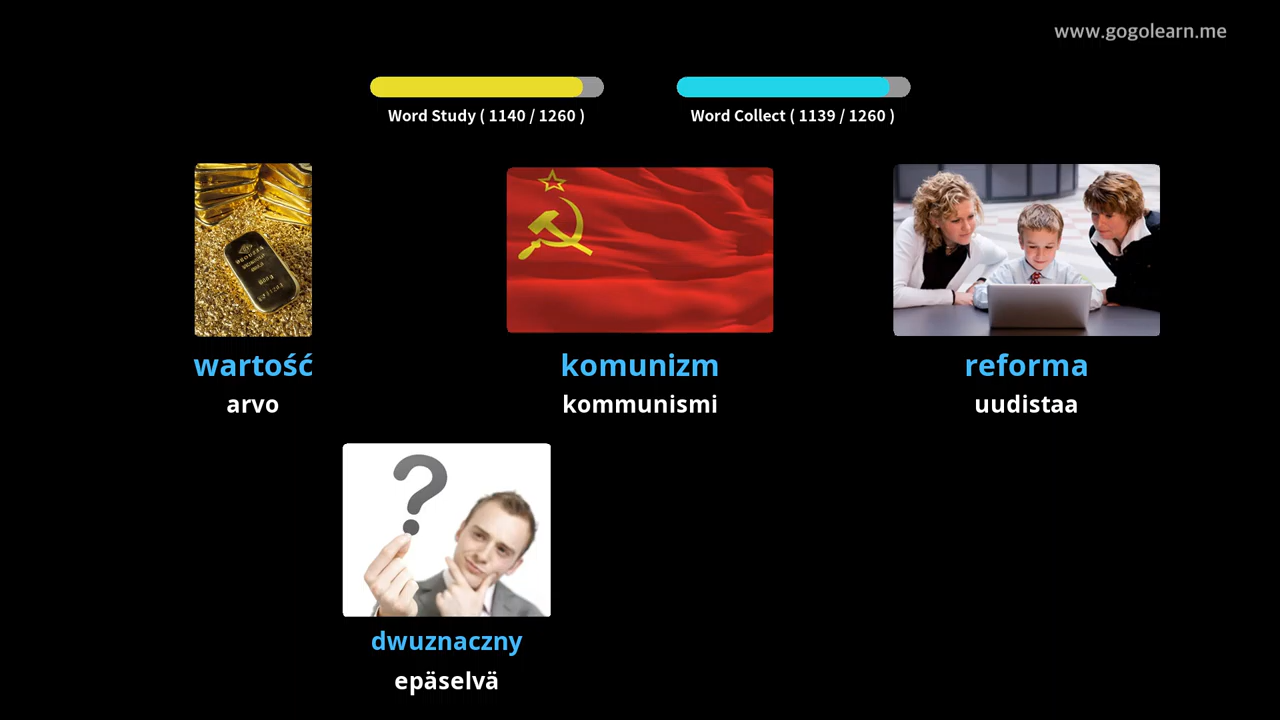 www.gogolearn.me
Word Study ( 1140 / 1260 )
Word Collect ( 1139 / 1260 )
wartość
komunizm
reforma
arvo
kommunismi
uudistaa
dwuznaczny
epäselvä